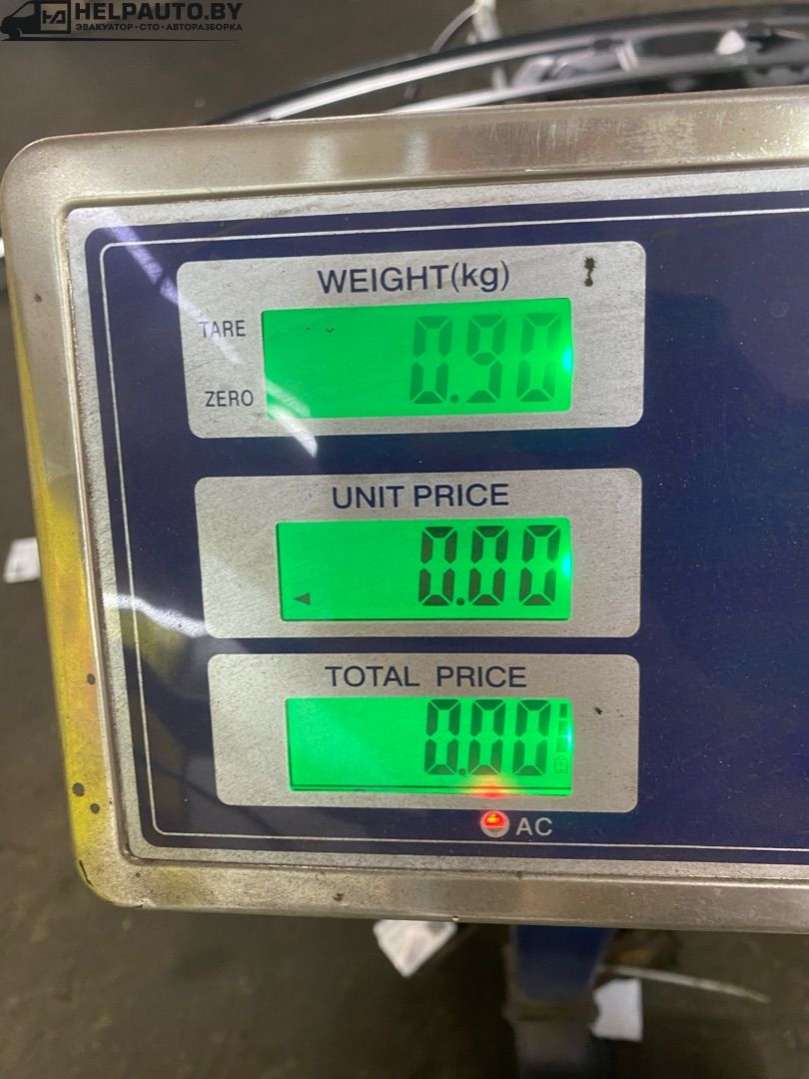 HELPAUTO.BY
ЭВАКУАТОР • СТО • АВТОРАЗБОРКА
WEIGHT(kg)
TARE
0.90
ZERO
UNIT PRICE
0.00
TOTAL PRICE
0.00
AC